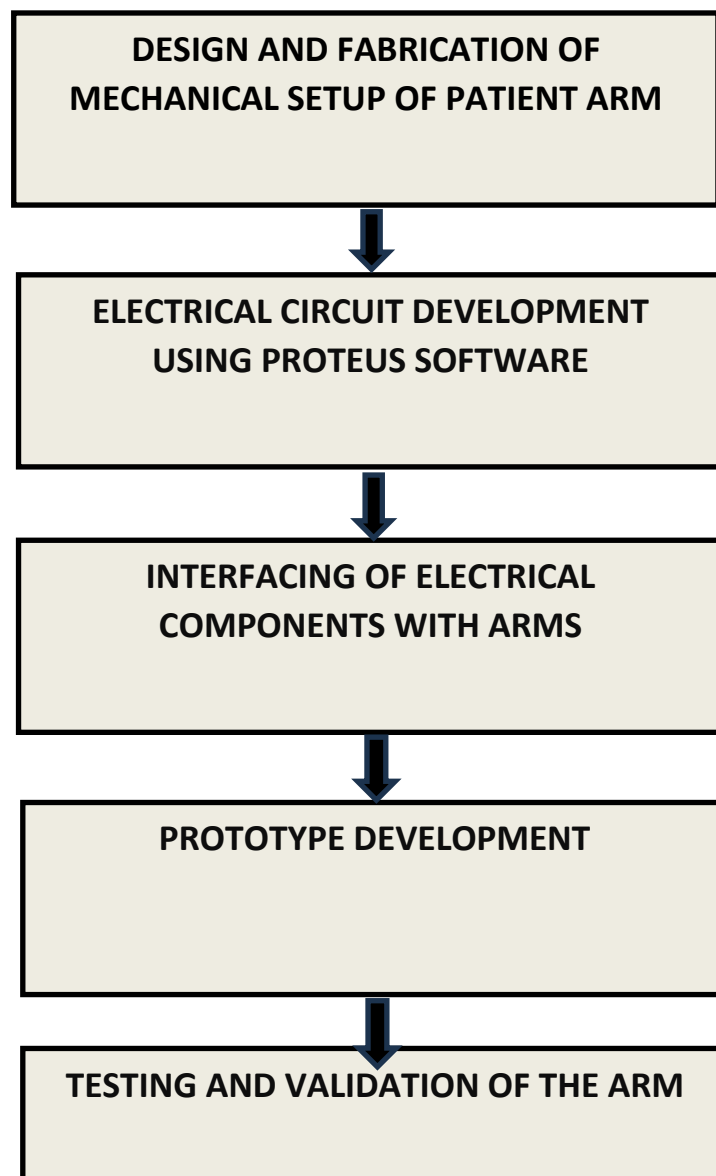 DESIGN AND FABRICATION OF
MECHANICAL SETUP OF PATIENT ARM
ELECTRICAL CIRCUIT DEVELOPMENT
USING PROTEUS SOFTWARE
INTERFACING OF ELECTRICAL
COMPONENTS WITH ARMS
PROTOTYPE DEVELOPMENT
TESTING AND VALIDATION OF THE ARM